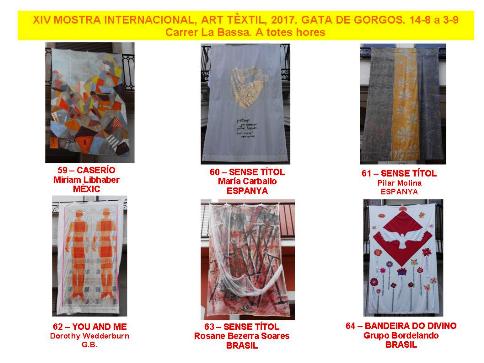 XIV MOSTRA INTERNACIONAL, ART TÈXTIL, 2017. GATA DE GORGOS. 14-8 a 3-9
Carrer La Bassa. A totes hores
59 – CASERÍO
Miriam Libhaber
MÈXIC
60 – SENSE TÍTOL
María Carballo
ESPANYA
61 – SENSE TÍTOL
Pilar Molina
ESPANYA
62 – YOU AND ME
Dorothy Wedderburn
G.B.
63 – SENSE TÍTOL
Rosane Bezerra Soares
BRASIL
64 – BANDEIRA DO DIVINO
Grupo Bordelando
BRASIL